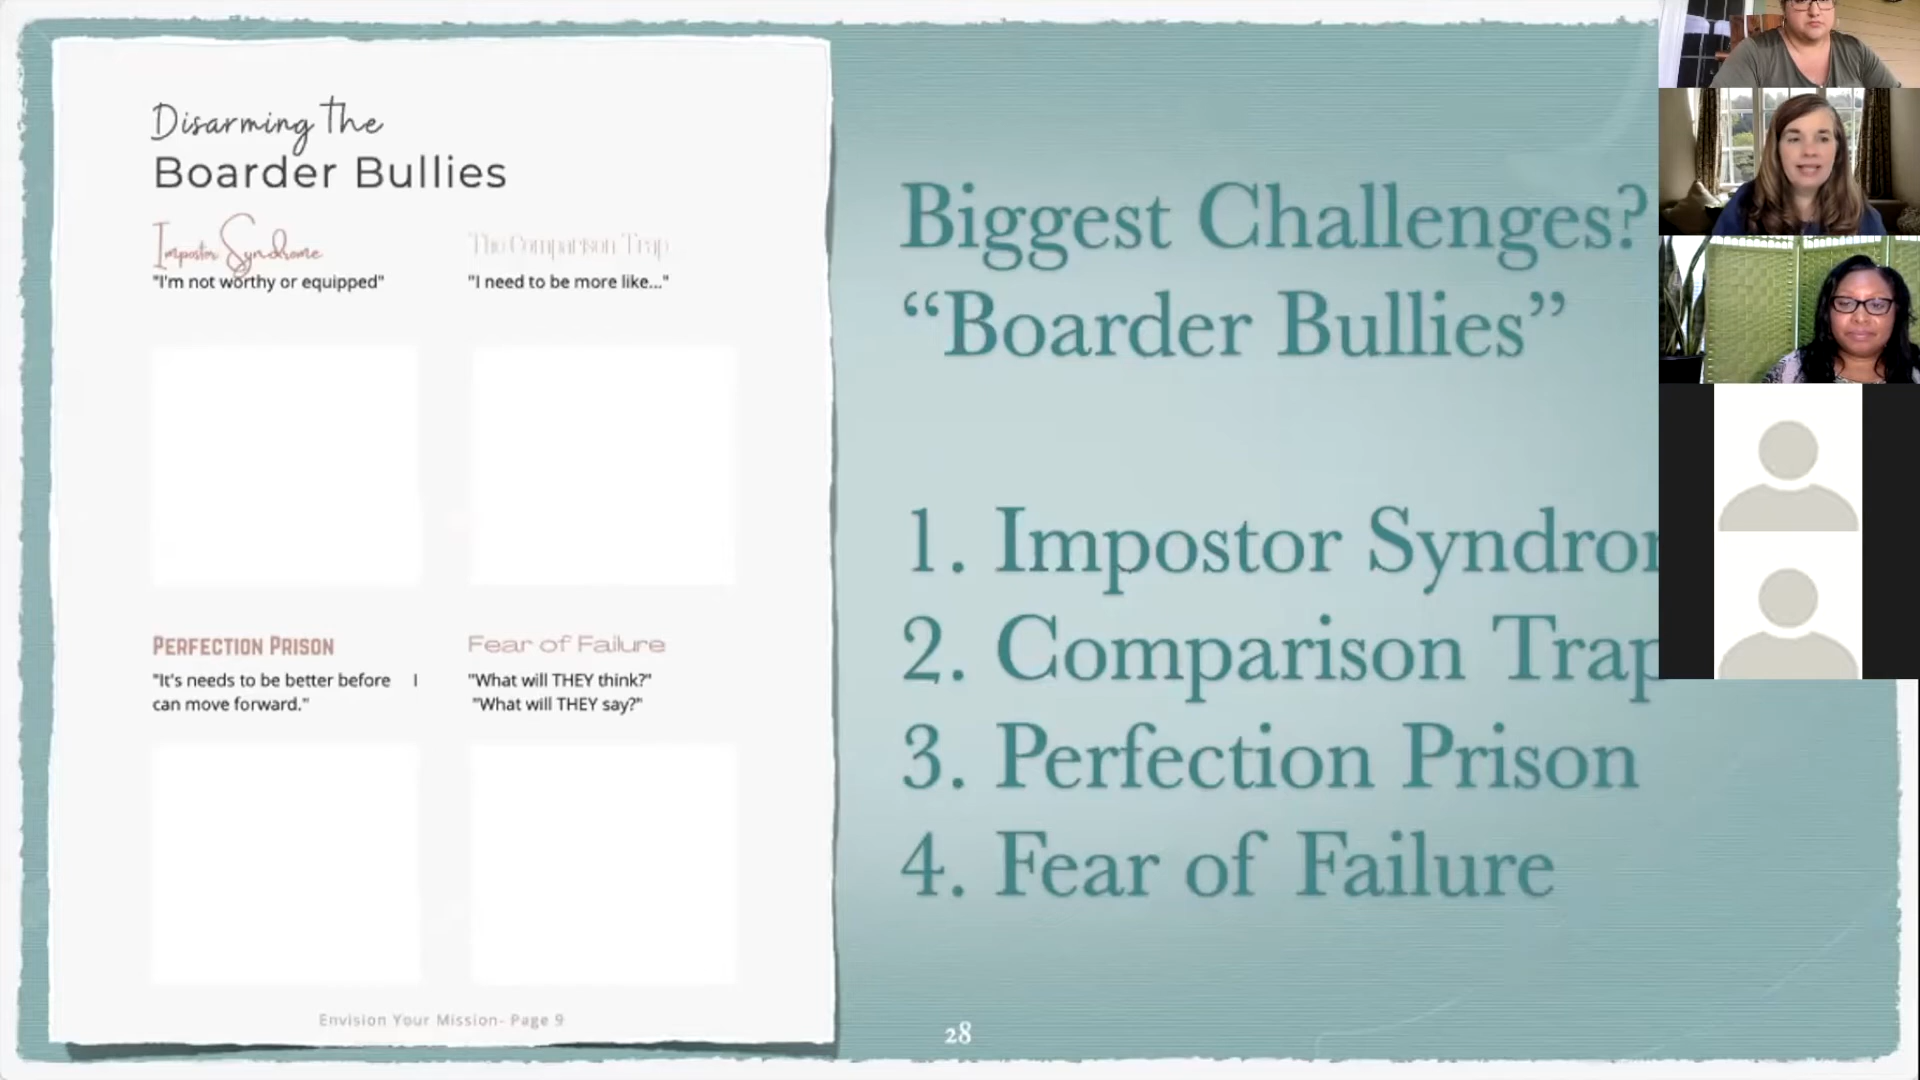 Disarming the
Boarder Bullies
Impostor Syndrome
"I'm not worthy or equipped"
The Comparison Trap
"I need to be more like..."
PERFECTION PRISON
"It's needs to be better before I
can move forward."
Fear of Failure
"What will THEY think?"
"What will THEY say?"
Envision Your Mission- Page 9
Biggest Challenges?
“Boarder Bullies”
1. Impostor Syndro
2. Comparison Trap
3. Perfection Prison
4. Fear of Failure
28